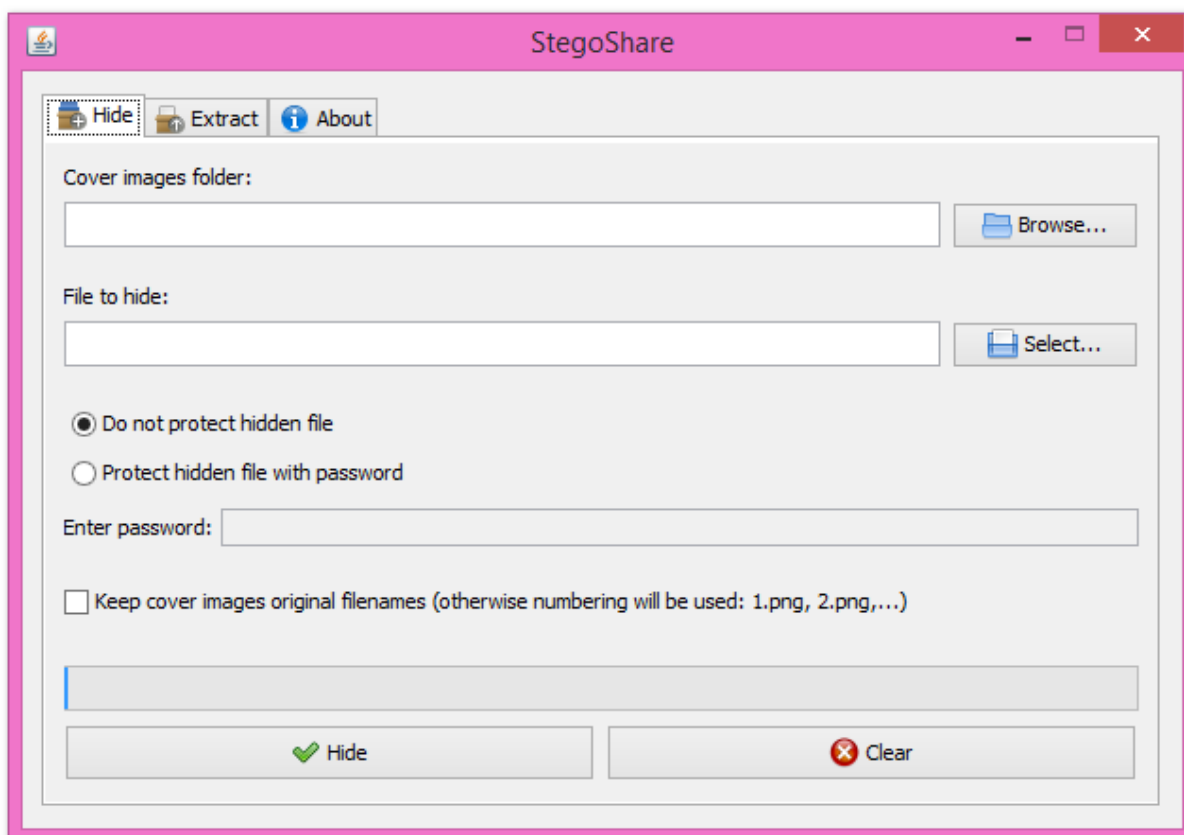 StegoShare
Hide Extract About
Cover images folder:
Browse...
File to hide:
Select...
Do not protect hidden file
Protect hidden file with password
Enter password:
Keep cover images original filenames (otherwise numbering will be used: 1.png, 2.png,...)
Hide Clear